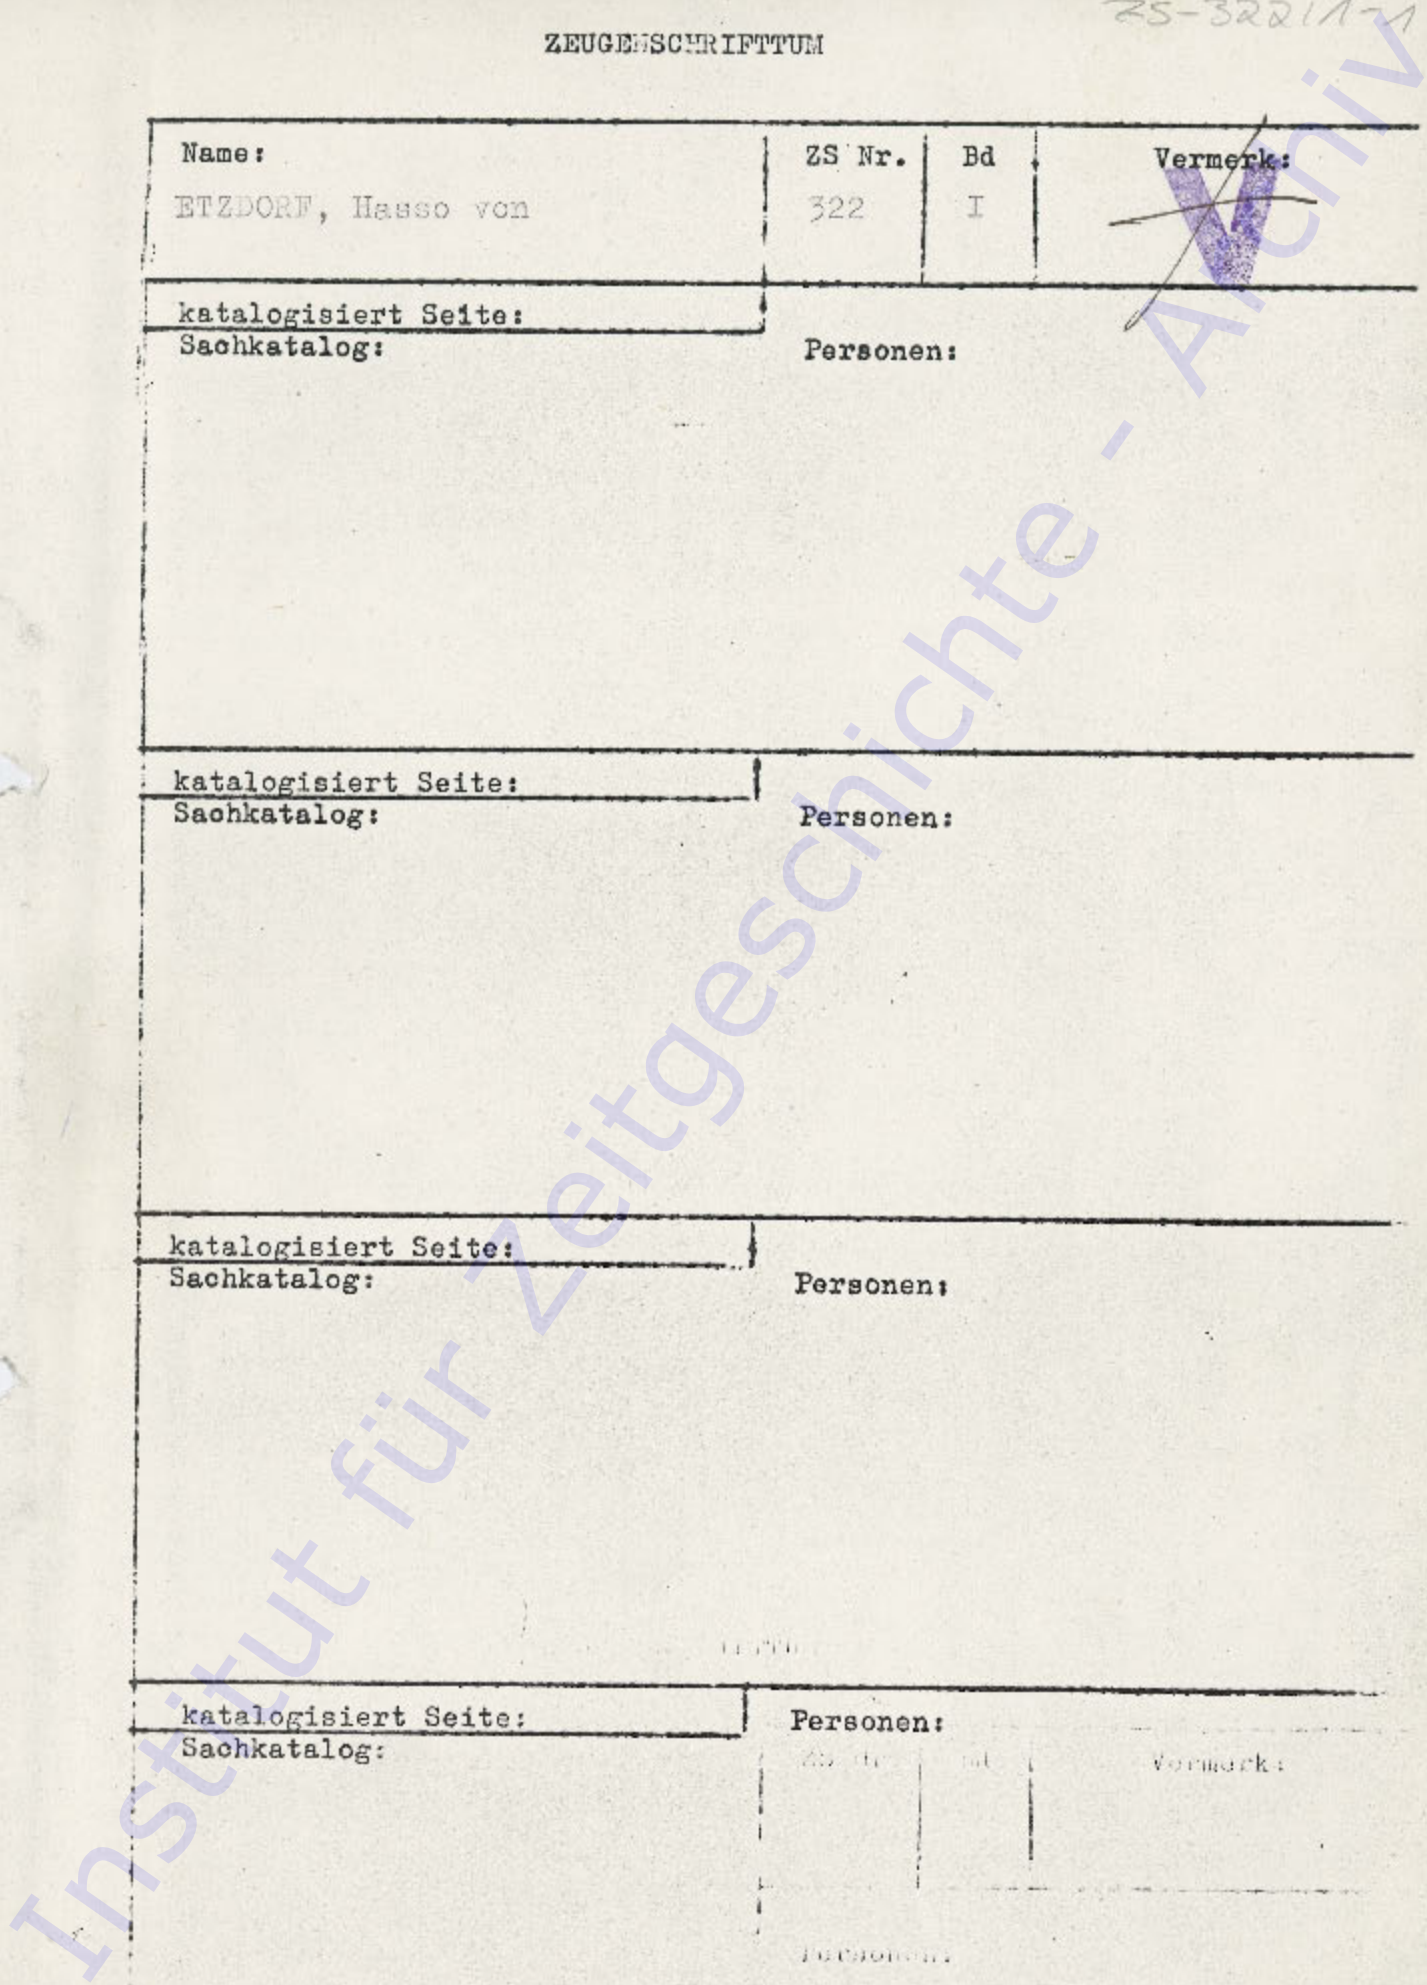 ZS-322/1-1
ZEUGENSCHRIFTTUM
Name: ZS Nr. Bd Vermerk:
ETZDORF, Hasso von 322 I V
katalogisiert Seite:
Sachkatalog: Personen:
katalogisiert Seite:
Sachkatalog: Personen:
katalogisiert Seite:
Sachkatalog: Personen:
katalogisiert Seite: Personen:
Sachkatalog:
Vermerk:
Personen:
Institut für Zeitgeschichte - Archiv